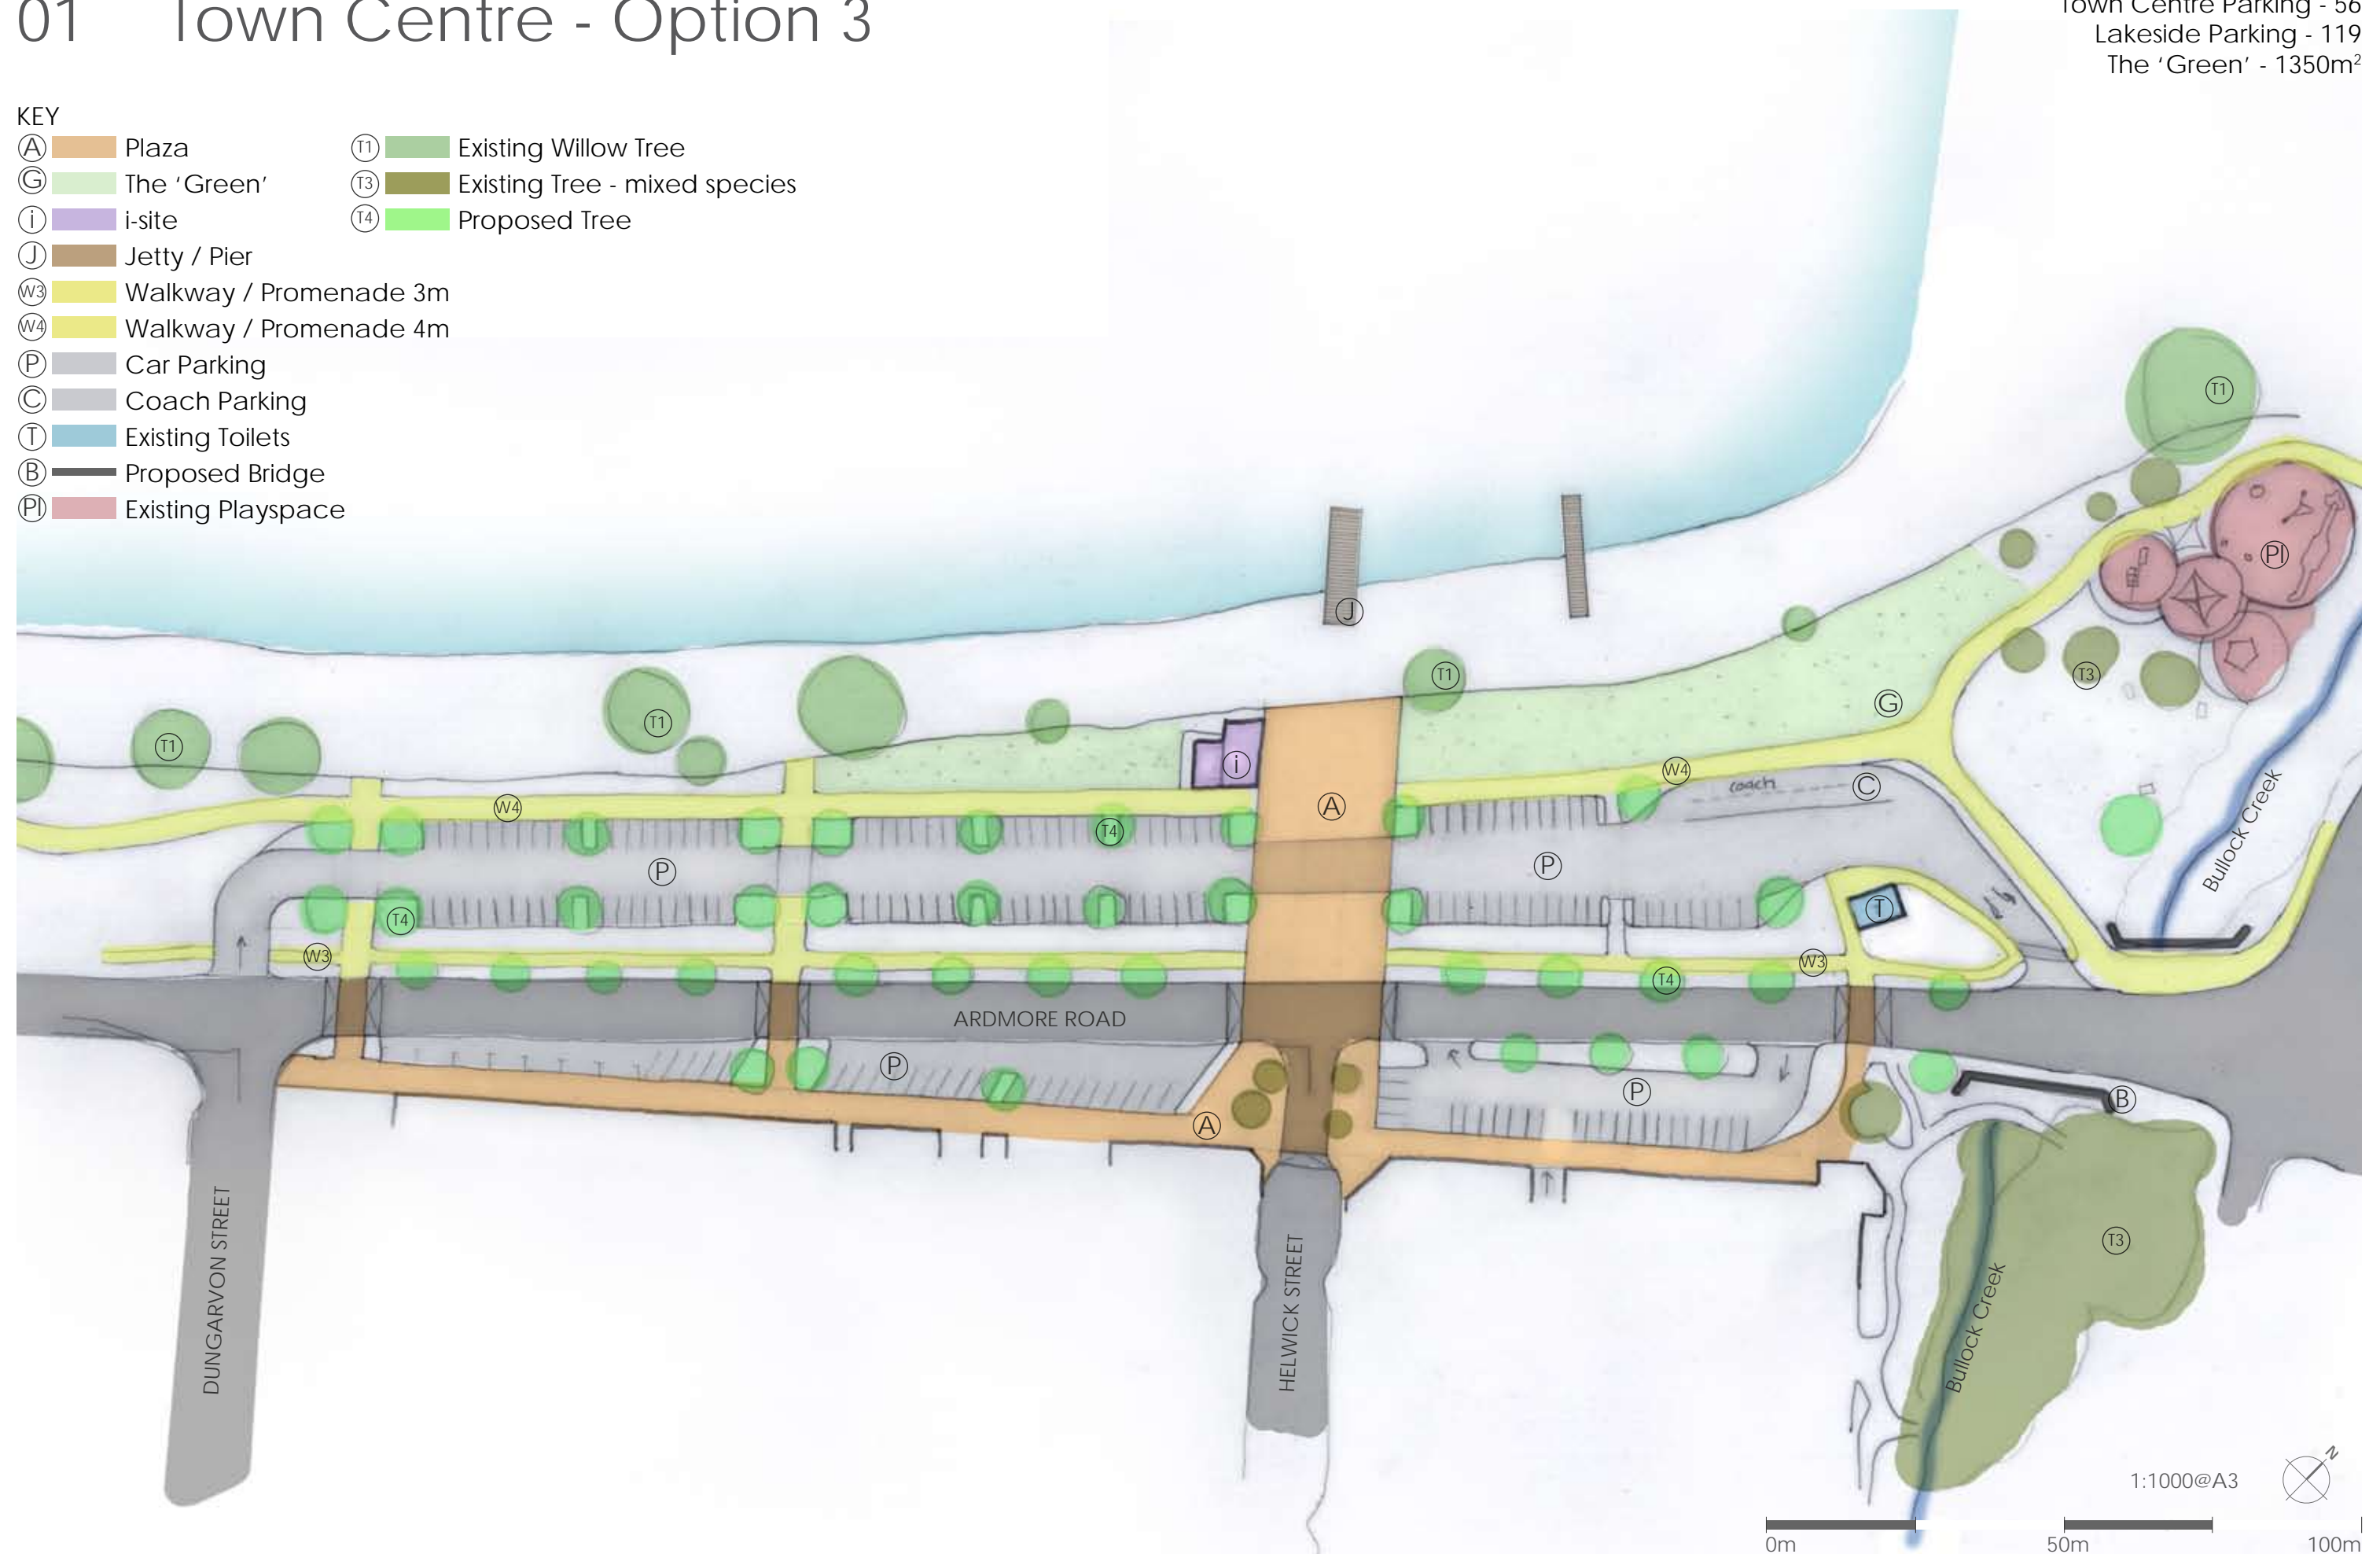 01 Town Centre - Option 3
Town Centre Parking - 56
Lakeside Parking - 119
The ‘Green’ - 1350m²
KEY
A Plaza
G The ‘Green’
i i-site
J Jetty / Pier
W3 Walkway / Promenade 3m
W4 Walkway / Promenade 4m
P Car Parking
C Coach Parking
T Existing Toilets
B Proposed Bridge
Pl Existing Playspace
T1 Existing Willow Tree
T3 Existing Tree - mixed species
T4 Proposed Tree
T1
Pl
J
T1
T3
G
T1
T1
i
W4
coach
C
A
W4
T4
P
P
Bullock Creek
T4
T
W3
W3
T4
ARDMORE ROAD
P
P
B
A
DUNGARVON STREET
HELWICK STREET
T3
Bullock Creek
N
1:1000@A3
0m
50m
100m